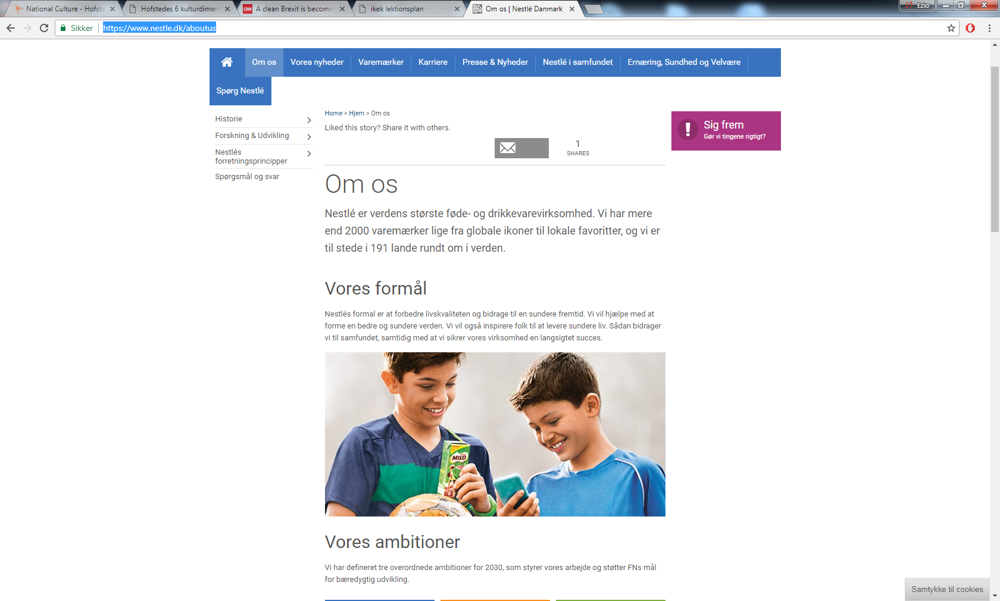 National Culture - Hofste
Hofstedes 6 kulturdimen
CNN
A clean Brexit is becomin
ikek lektionsplan
Om os | Nestlé Danmark
Ezio
Sikker
https://www.nestle.dk/aboutus
Om os
Vores nyheder
Varemærker
Karriere
Presse & Nyheder
Nestlé i samfundet
Ernæring, Sundhed og Velvære
Spørg Nestlé
Historie
Forskning & Udvikling
Nestlés
forretningsprincipper
Spørgsmål og svar
Home > Hjem > Om os
Liked this story? Share it with others.
1
SHARES
Sig frem
Gør vi tingene rigtigt?
Om os
Nestlé er verdens største føde- og drikkevarevirksomhed. Vi har mere
end 2000 varemærker lige fra globale ikoner til lokale favoritter, og vi er
til stede i 191 lande rundt om i verden.
Vores formål
Nestlés formal er at forbedre livskvaliteten og bidrage til en sundere fremtid. Vi vil hjælpe med at
forme en bedre og sundere verden. Vi vil også inspirere folk til at levere sundere liv. Sådan bidrager
vi til samfundet, samtidig med at vi sikrer vores virksomhed en langsigtet succes.
MILO
Vores ambitioner
Vi har defineret tre overordnede ambitioner for 2030, som styrer vores arbejde og støtter FNs mål
for bæredygtig udvikling.
Samtykke til cookies